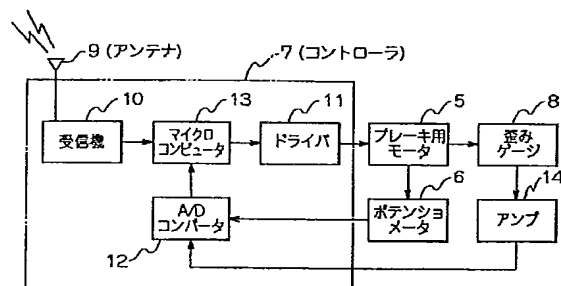 9 (アンテナ)
7 (コントローラ)
10
13
11
5
8
受信機
マイクロ
コンピュータ
ドライバ
ブレーキ用
モータ
歪み
ゲージ
6
14
A/D
コンバータ
ポテンショ
メータ
アンプ
12